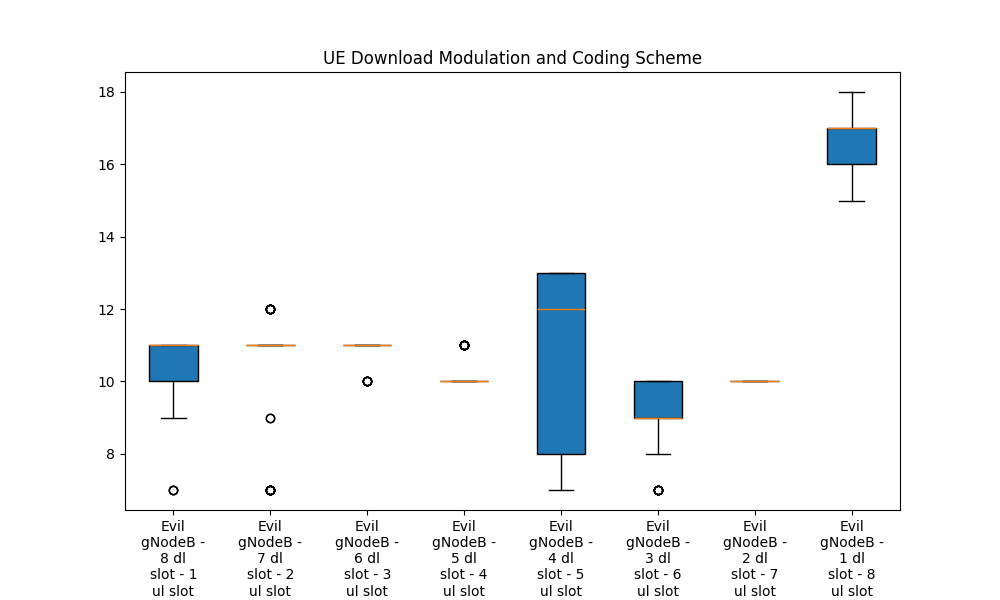 UE Download Modulation and Coding Scheme
18
16
14
12
10
8
Evil
gNodeB -
8 dl
slot - 1
ul slot
Evil
gNodeB -
7 dl
slot - 2
ul slot
Evil
gNodeB -
6 dl
slot - 3
ul slot
Evil
gNodeB -
5 dl
slot - 4
ul slot
Evil
gNodeB -
4 dl
slot - 5
ul slot
Evil
gNodeB -
3 dl
slot - 6
ul slot
Evil
gNodeB -
2 dl
slot - 7
ul slot
Evil
gNodeB -
1 dl
slot - 8
ul slot